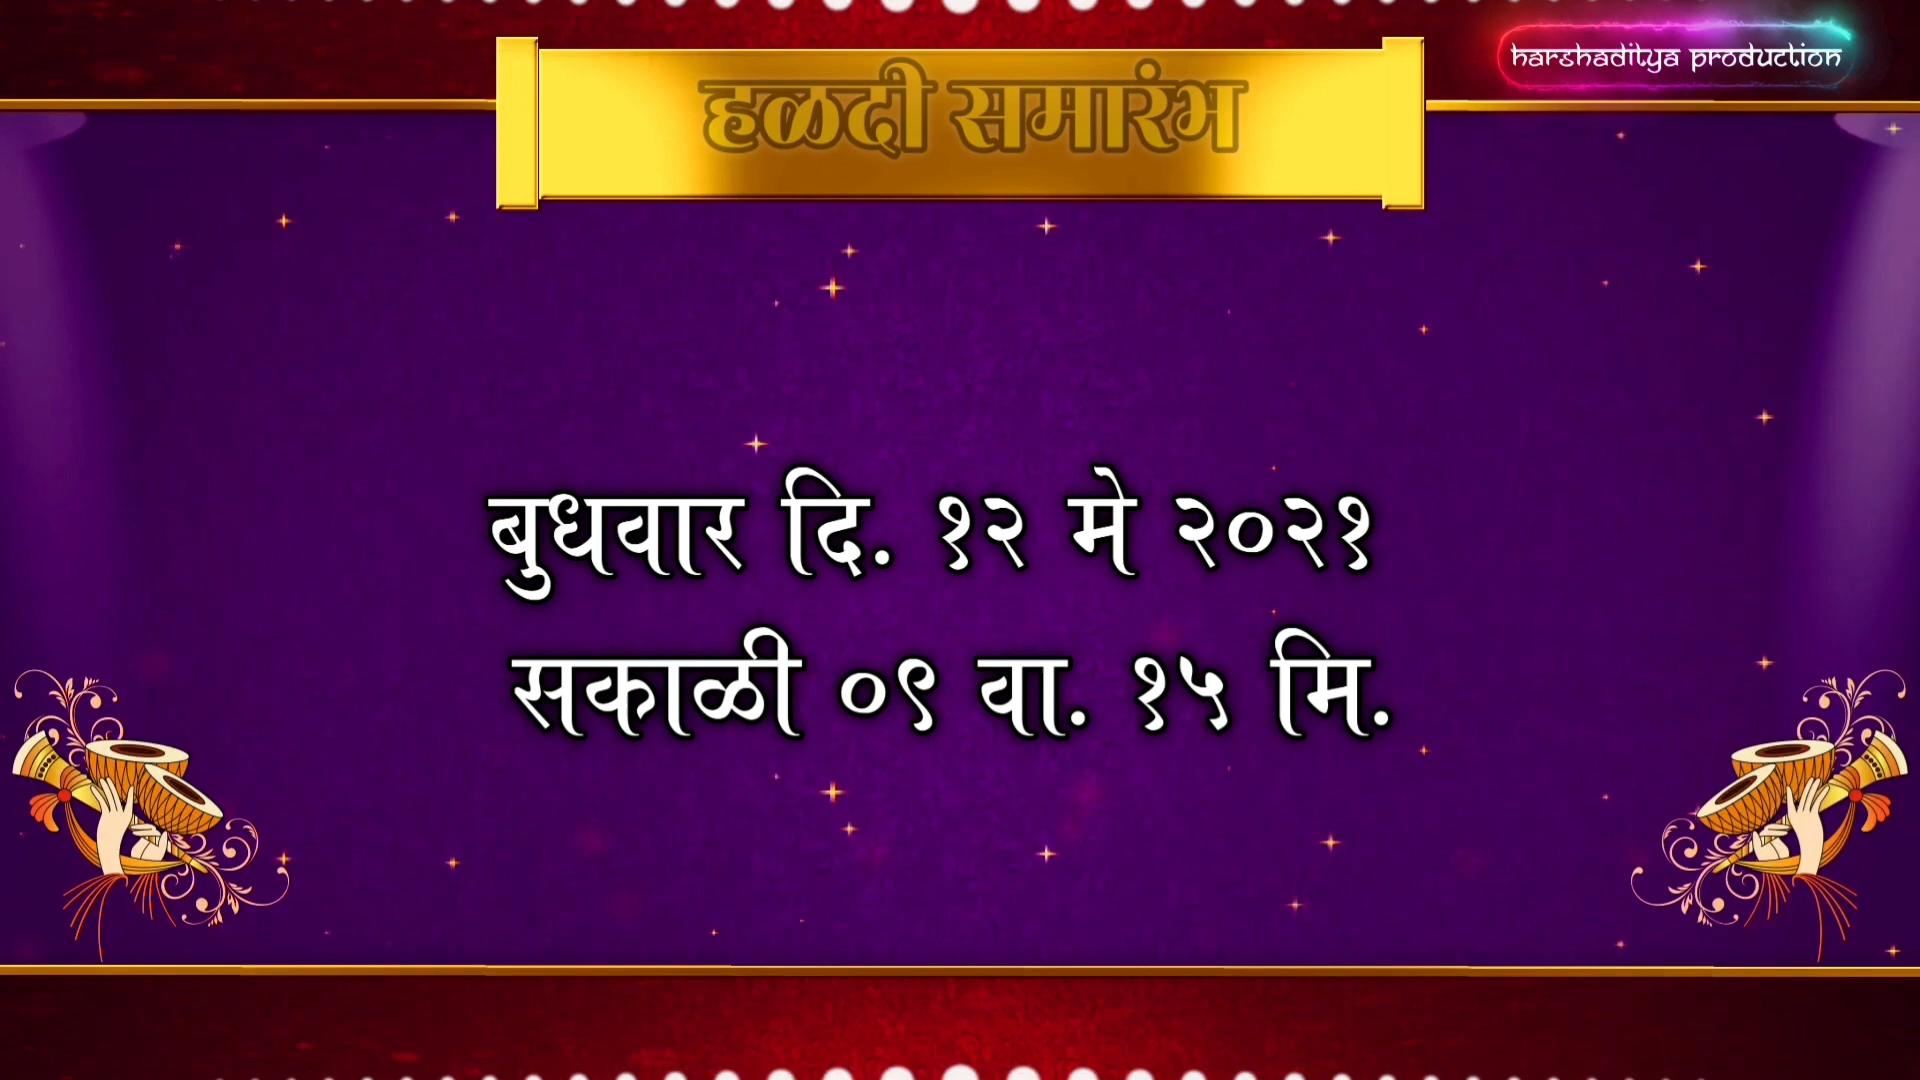 harshaditya production
हळदी समारंभ
बुधवार दि. १२ मे २०२१
सकाळी ०९ वा. १५ मि.